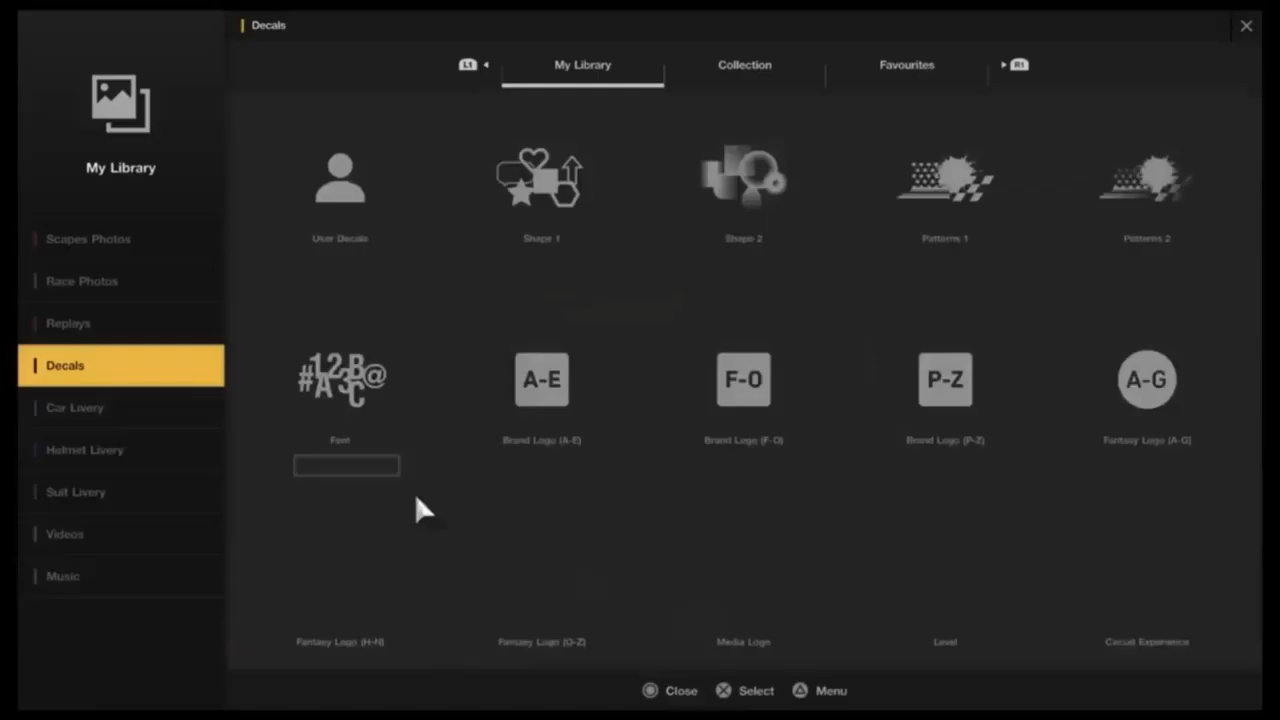 Decals
L1
My Library
Collection
Favourites
R1
My Library
Scapes Photos
Race Photos
Replays
Decals
Car Livery
Helmet Livery
Suit Livery
Videos
Music
User Decals
Shape 1
Shape 2
Patterns 1
Patterns 2
#123BAC@
A-E
F-O
P-Z
A-G
Font
Brand Logo (A-E)
Brand Logo (F-O)
Brand Logo (P-Z)
Fantasy Logo (A-G)
Fantasy Logo (H-N)
Fantasy Logo (O-Z)
Media Logo
Level
Circuit Experience
Close
Select
Menu